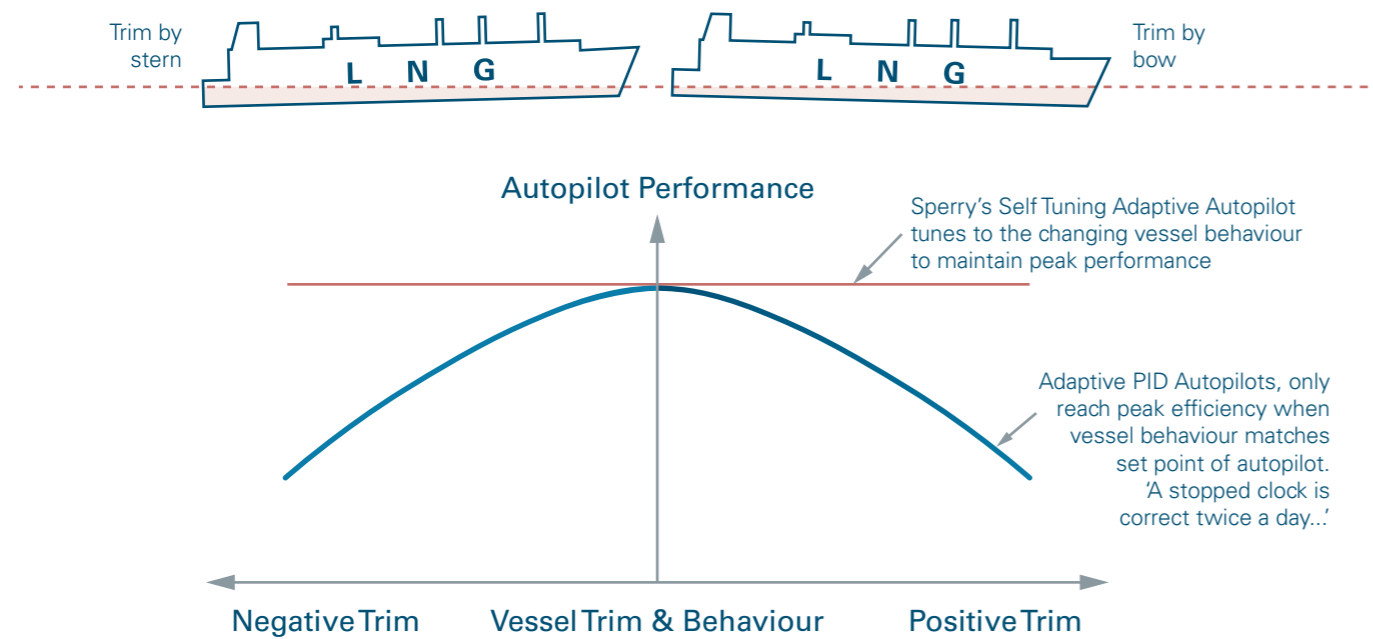 Trim by
stern
L N G
L N G
Trim by
bow
Autopilot Performance
Sperry’s Self Tuning Adaptive Autopilot
tunes to the changing vessel behaviour
to maintain peak performance
Adaptive PID Autopilots, only
reach peak efficiency when
vessel behaviour matches
set point of autopilot.
‘A stopped clock is
correct twice a day...’
Negative Trim
Vessel Trim & Behaviour
Positive Trim